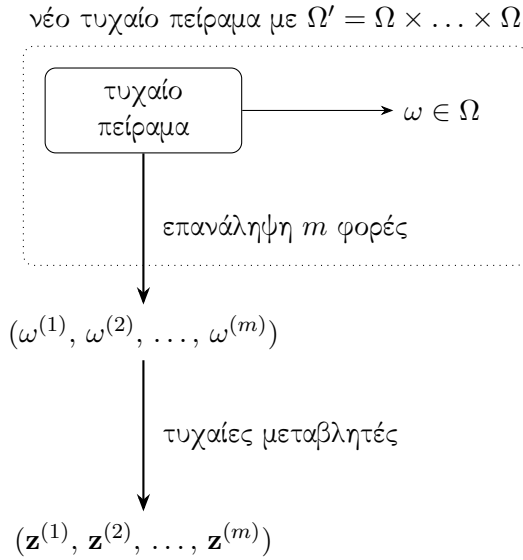 νέο τυχαίο πείραμα με Ω′ = Ω × … × Ω
τυχαίο
πείραμα
ω ∈ Ω
επανάληψη m φορές
(ω⁽¹⁾, ω⁽²⁾, …, ω⁽ᵐ⁾)
τυχαίες μεταβλητές
(𝐳⁽¹⁾, 𝐳⁽²⁾, …, 𝐳⁽ᵐ⁾)